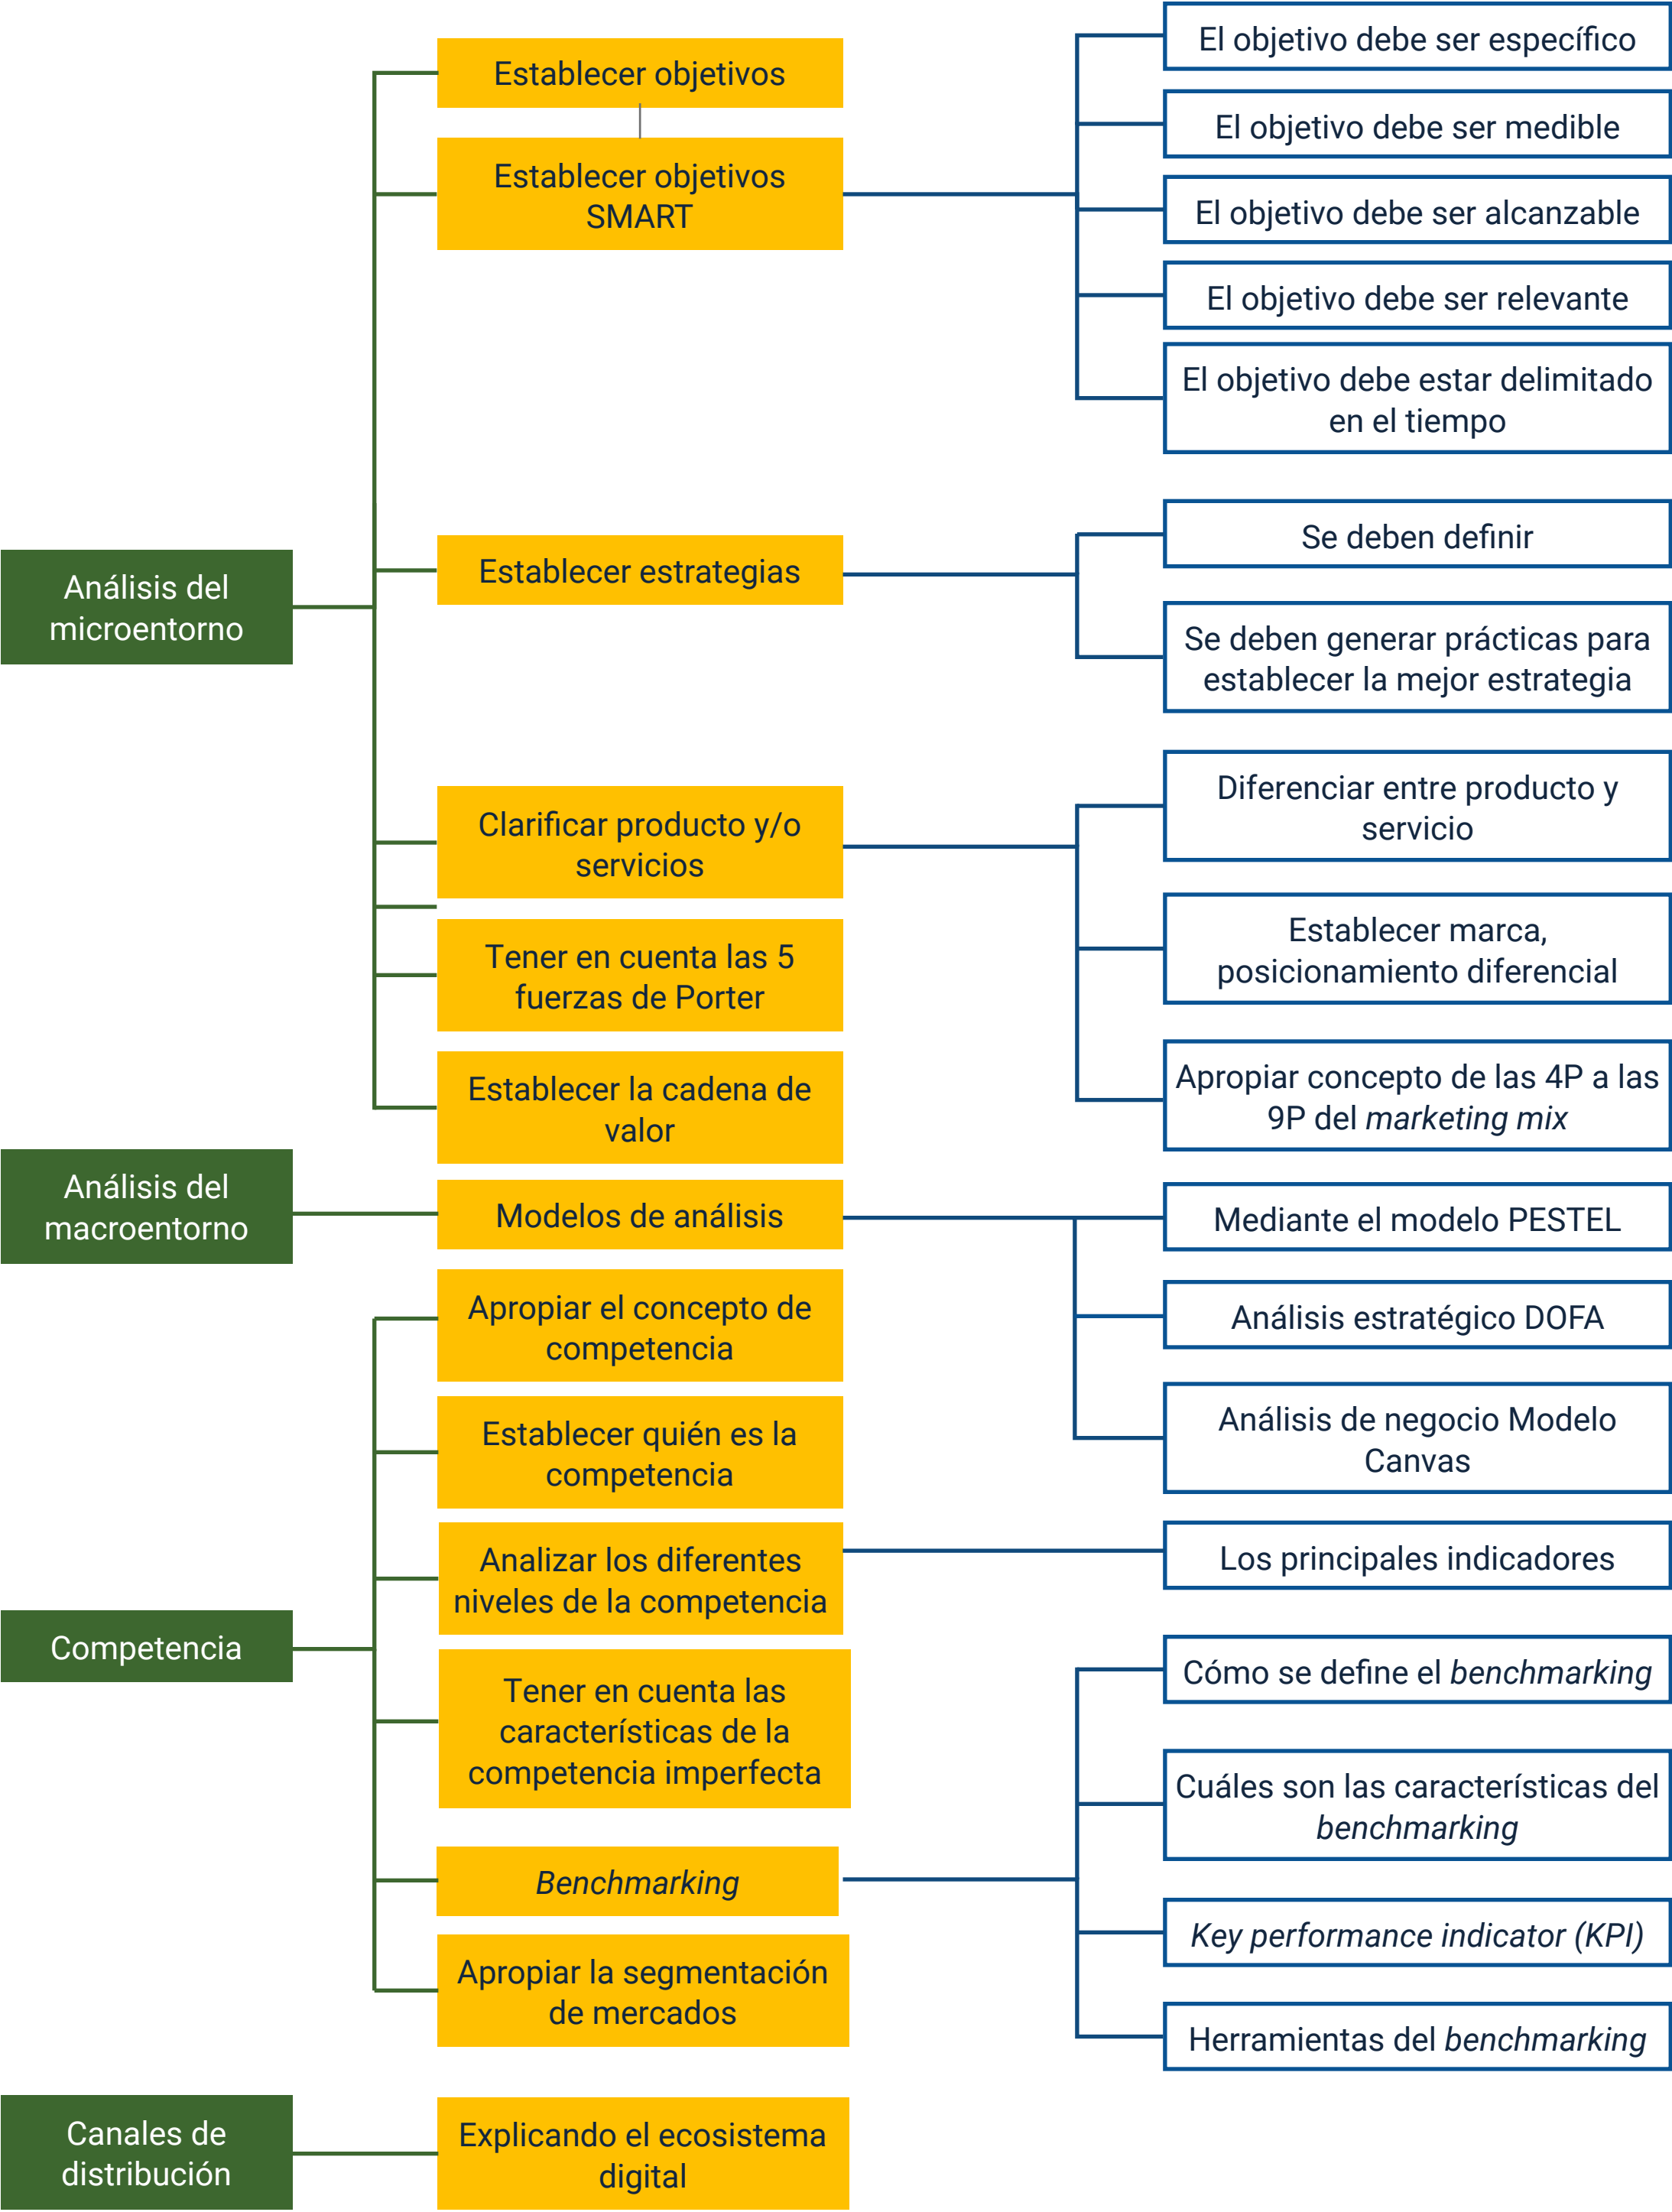 Análisis del
microentorno
Establecer objetivos
Establecer objetivos
SMART
El objetivo debe ser específico
El objetivo debe ser medible
El objetivo debe ser alcanzable
El objetivo debe ser relevante
El objetivo debe estar delimitado
en el tiempo
Establecer estrategias
Se deben definir
Se deben generar prácticas para
establecer la mejor estrategia
Clarificar producto y/o
servicios
Diferenciar entre producto y
servicio
Establecer marca,
posicionamiento diferencial
Apropiar concepto de las 4P a las
9P del marketing mix
Tener en cuenta las 5
fuerzas de Porter
Establecer la cadena de
valor
Análisis del
macroentorno
Modelos de análisis
Mediante el modelo PESTEL
Análisis estratégico DOFA
Análisis de negocio Modelo
Canvas
Competencia
Apropiar el concepto de
competencia
Establecer quién es la
competencia
Analizar los diferentes
niveles de la competencia
Los principales indicadores
Tener en cuenta las
características de la
competencia imperfecta
Benchmarking
Cómo se define el benchmarking
Cuáles son las características del
benchmarking
Key performance indicator (KPI)
Herramientas del benchmarking
Apropiar la segmentación
de mercados
Canales de
distribución
Explicando el ecosistema
digital